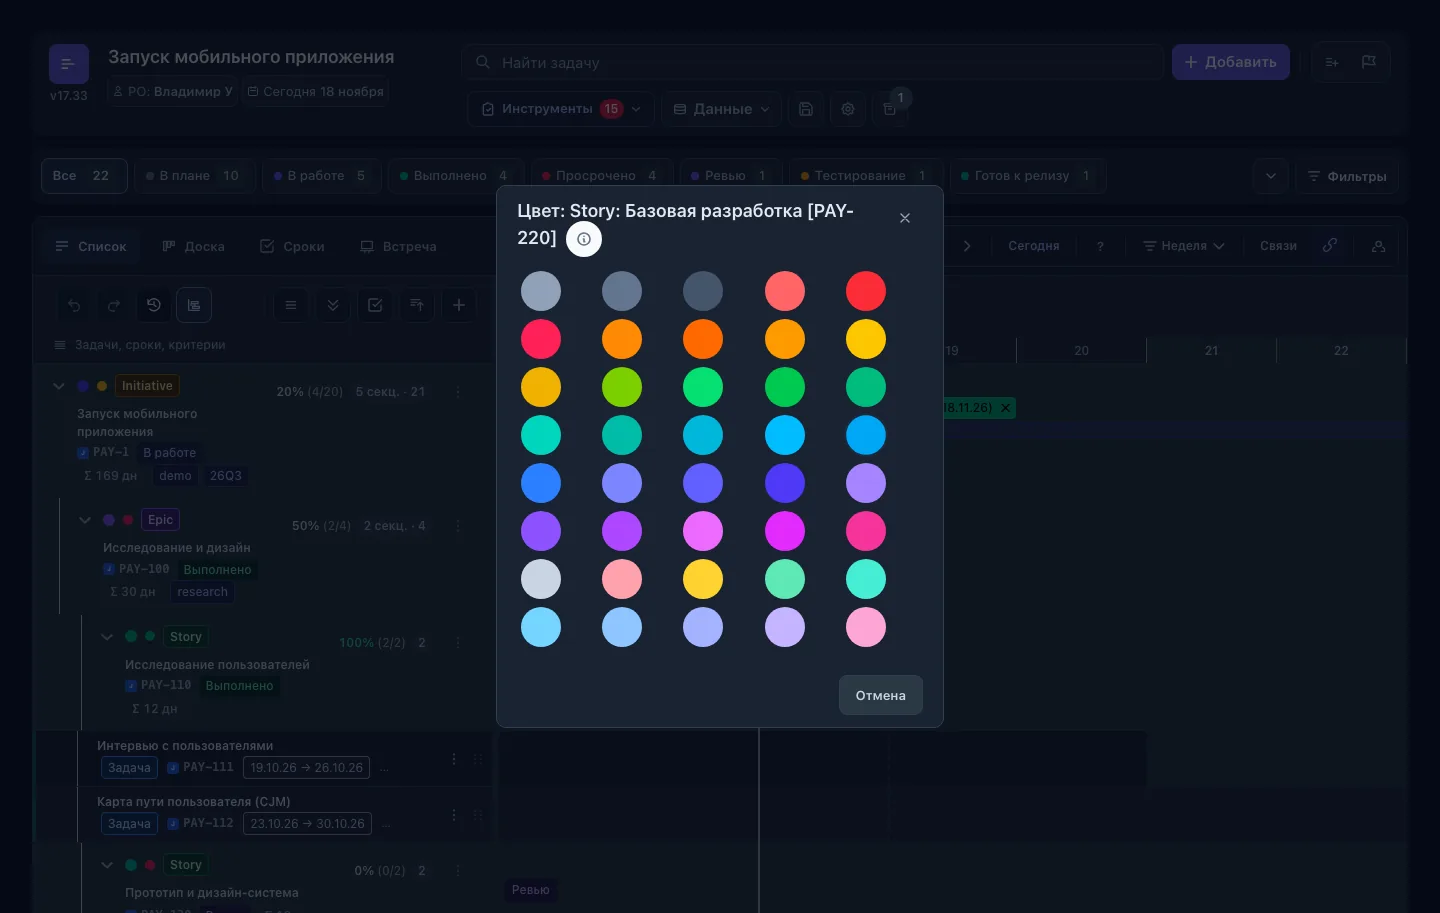 Запуск мобильного приложения
v17.33
PO: Владимир У
Сегодня 18 ноября
Найти задачу
Добавить
Инструменты 15
Данные
1
Все 22
В плане 10
В работе 5
Выполнено 4
Просрочено 4
Ревью 1
Тестирование 1
Готов к релизу 1
Фильтры
Цвет: Story: Базовая разработка [PAY-
220]
Отмена
Список
Доска
Сроки
Встреча
Сегодня
?
Неделя
Связи
Задачи, сроки, критерии
19
20
21
22
18.11.26)
Initiative
20% (4/20) 5 секц. · 21
Запуск мобильного
приложения
PAY-1 В работе
Σ 169 дн demo 26Q3
Epic
50% (2/4) 2 секц. · 4
Исследование и дизайн
PAY-100 Выполнено
Σ 30 дн research
Story
100% (2/2) 2
Исследование пользователей
PAY-110 Выполнено
Σ 12 дн
Интервью с пользователями
Задача PAY-111 19.10.26 → 26.10.26 ...
Карта пути пользователя (CJM)
Задача PAY-112 23.10.26 → 30.10.26 ...
Story
0% (0/2) 2
Прототип и дизайн-система
Ревью